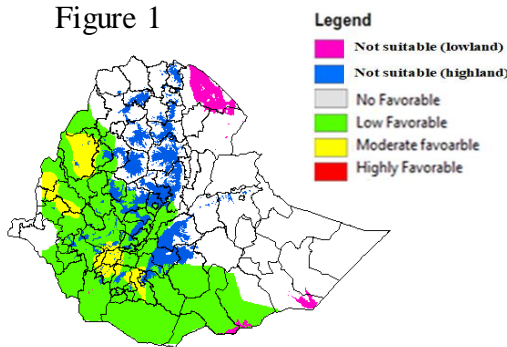 Figure 1
Legend
Not suitable (lowland)
Not suitable (highland)
No Favorable
Low Favorable
Moderate favoarble
Highly Favorable